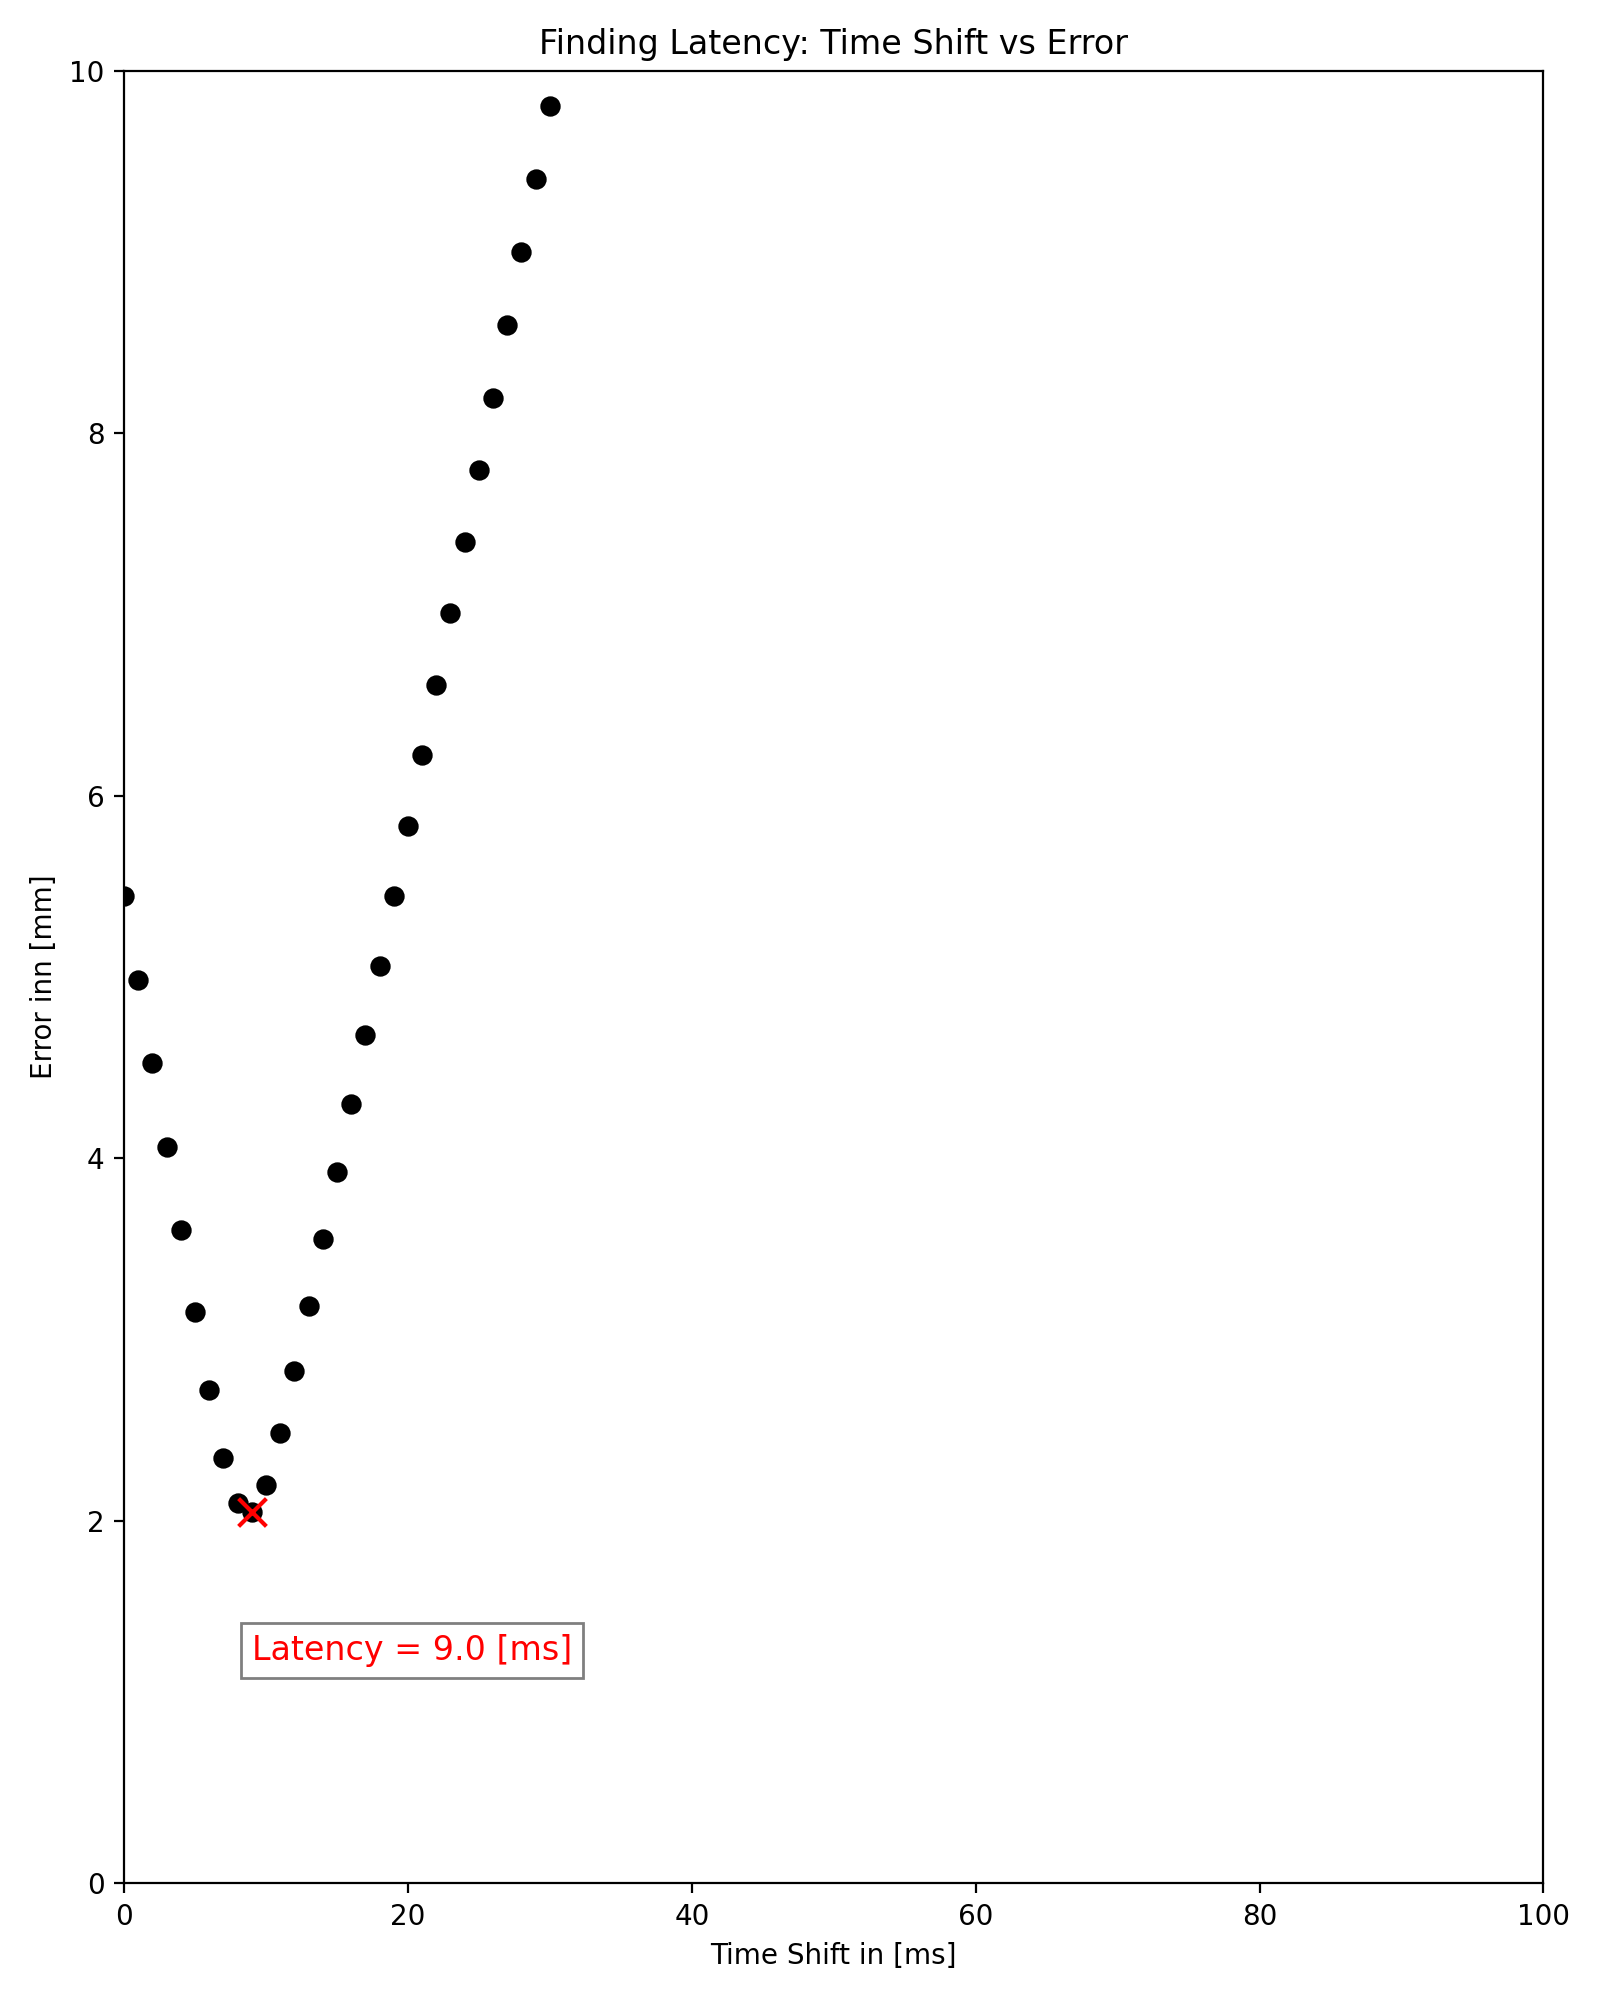 Finding Latency: Time Shift vs Error
10
8
6
4
2
0
Error inn [mm]
Latency = 9.0 [ms]
0 20 40 60 80 100
Time Shift in [ms]